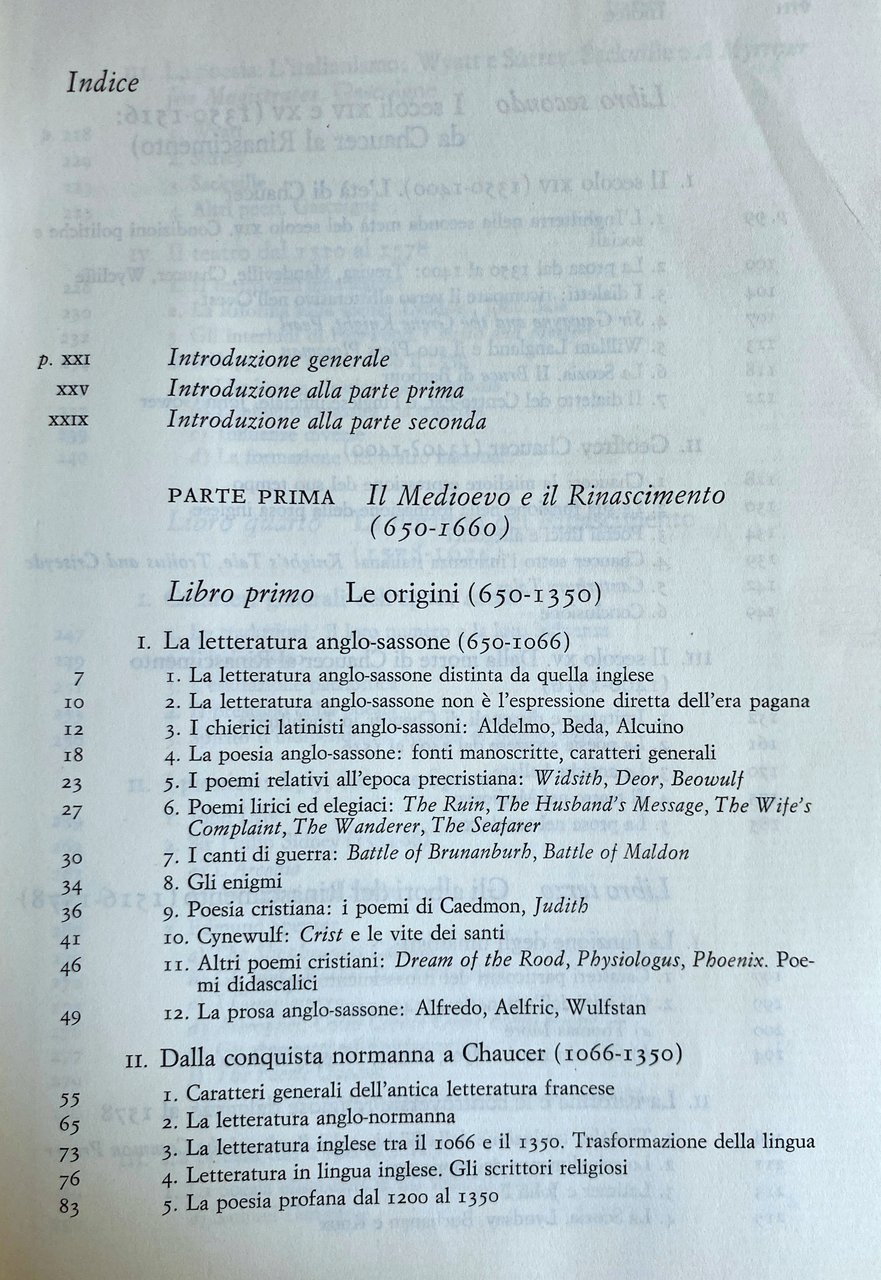 Indice
p. XXI Introduzione generale
XXV Introduzione alla parte prima
XXIX Introduzione alla parte seconda
PARTE PRIMA Il Medioevo e il Rinascimento
(650-1660)
Libro primo Le origini (650-1350)
I. La letteratura anglo-sassone (650-1066)
7 1. La letteratura anglo-sassone distinta da quella inglese
10 2. La letteratura anglo-sassone non è l'espressione diretta dell'era pagana
12 3. I chierici latinisti anglo-sassoni: Aldelmo, Beda, Alcuino
18 4. La poesia anglo-sassone: fonti manoscritte, caratteri generali
23 5. I poemi relativi all'epoca precristiana: Widsith, Deor, Beowulf
27 6. Poemi lirici ed elegiaci: The Ruin, The Husband's Message, The Wife's
Complaint, The Wanderer, The Seafarer
30 7. I canti di guerra: Battle of Brunanburh, Battle of Maldon
34 8. Gli enigmi
36 9. Poesia cristiana: i poemi di Caedmon, Judith
41 10. Cynewulf: Crist e le vite dei santi
46 11. Altri poemi cristiani: Dream of the Rood, Physiologus, Phoenix. Poe-
mi didascalici
49 12. La prosa anglo-sassone: Alfredo, Aelfric, Wulfstan
II. Dalla conquista normanna a Chaucer (1066-1350)
55 1. Caratteri generali dell'antica letteratura francese
65 2. La letteratura anglo-normanna
73 3. La letteratura inglese tra il 1066 e il 1350. Trasformazione della lingua
76 4. Letteratura in lingua inglese. Gli scrittori religiosi
83 5. La poesia profana dal 1200 al 1350